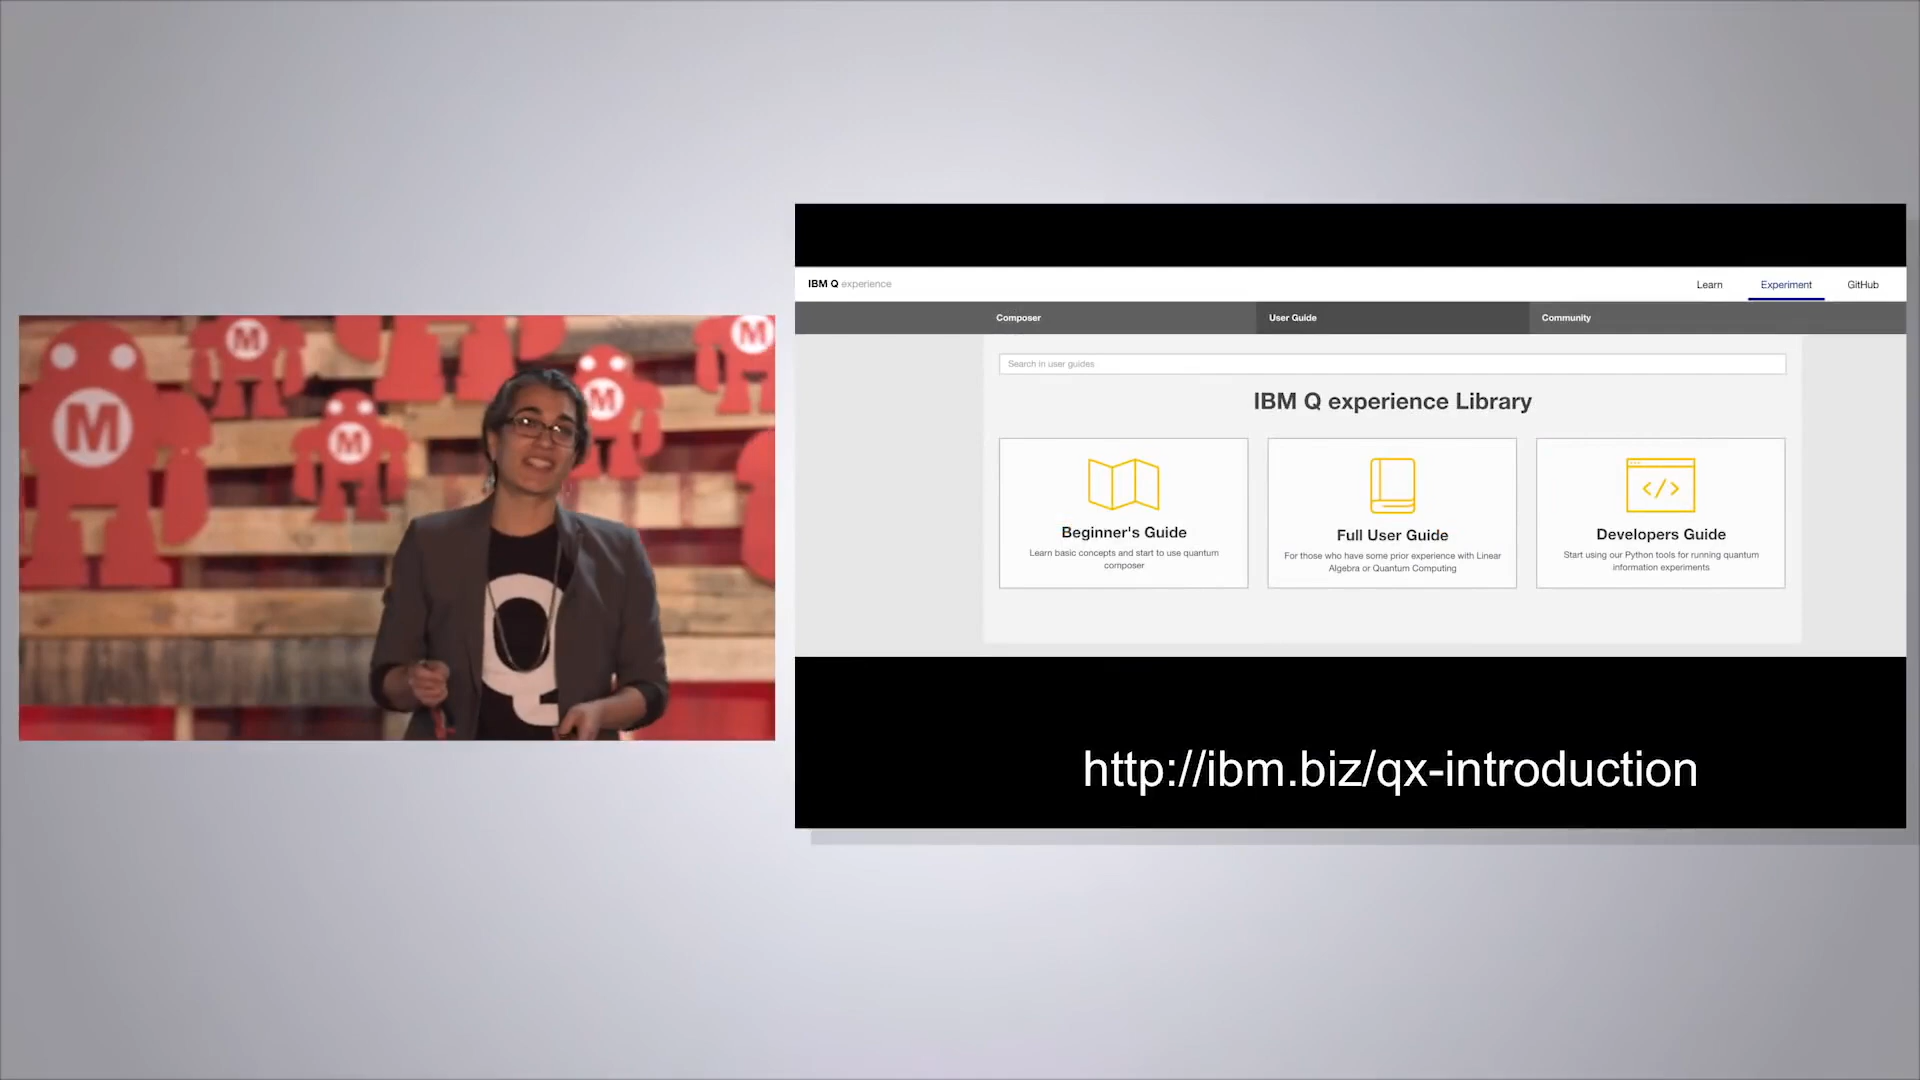 M
M
M
M
M
Q
IBM Q experience
Learn
Experiment
GitHub
Composer
User Guide
Community
Search in user guides
IBM Q experience Library
Beginner's Guide
Learn basic concepts and start to use quantum
composer
Full User Guide
For those who have some prior experience with Linear
Algebra or Quantum Computing
</>
Developers Guide
Start using our Python tools for running quantum
information experiments
http://ibm.biz/qx-introduction